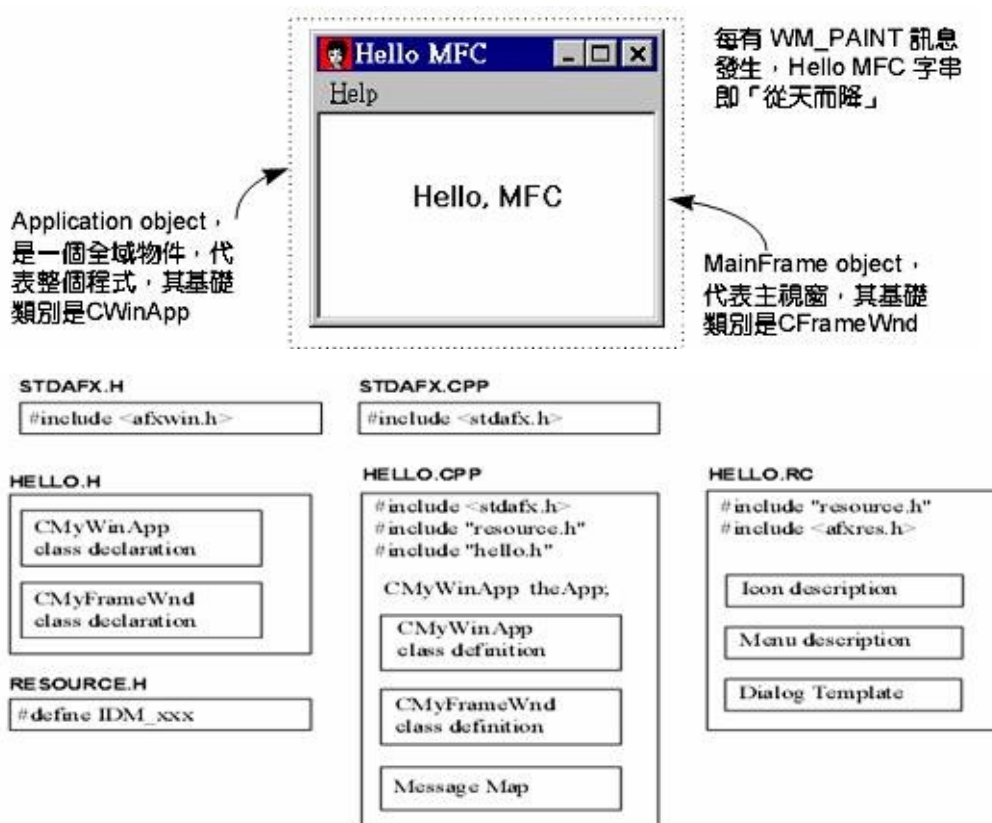 Hello MFC
Help
Hello, MFC
每有 WM_PAINT 訊息
發生，Hello MFC 字串
即「從天而降」
Application object，
是一個全域物件，代
表整個程式，其基礎
類別是CWinApp
MainFrame object，
代表主視窗，其基礎
類別是CFrameWnd
STDAFX.H
#include <afxwin.h>
STDAFX.CPP
#include <stdafx.h>
HELLO.H
CMyWinApp
class declaration
CMyFrameWnd
class declaration
RESOURCE.H
#define IDM_xxx
HELLO.CPP
#include <stdafx.h>
#include "resource.h"
#include "hello.h"
CMyWinApp theApp;
CMyWinApp
class definition
CMyFrameWnd
class definition
Message Map
HELLO.RC
#include "resource.h"
#include <afxres.h>
Icon description
Menu description
Dialog Template